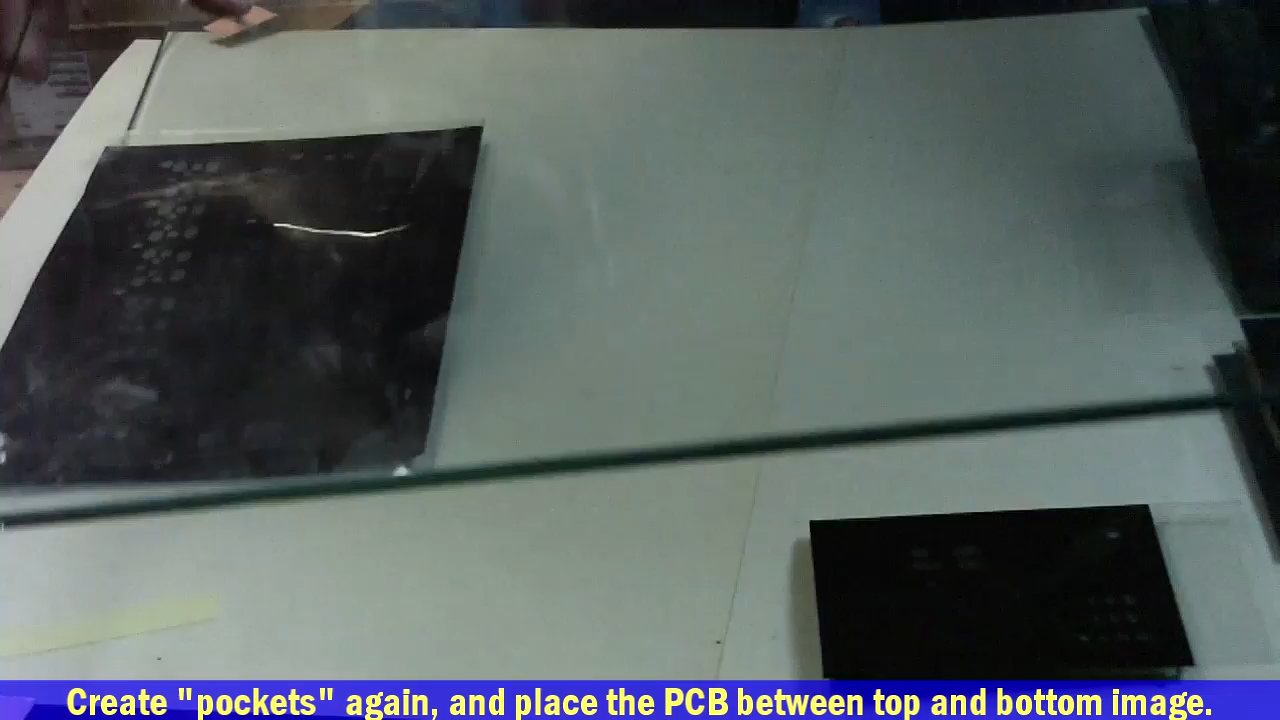 Create "pockets" again, and place the PCB between top and bottom image.